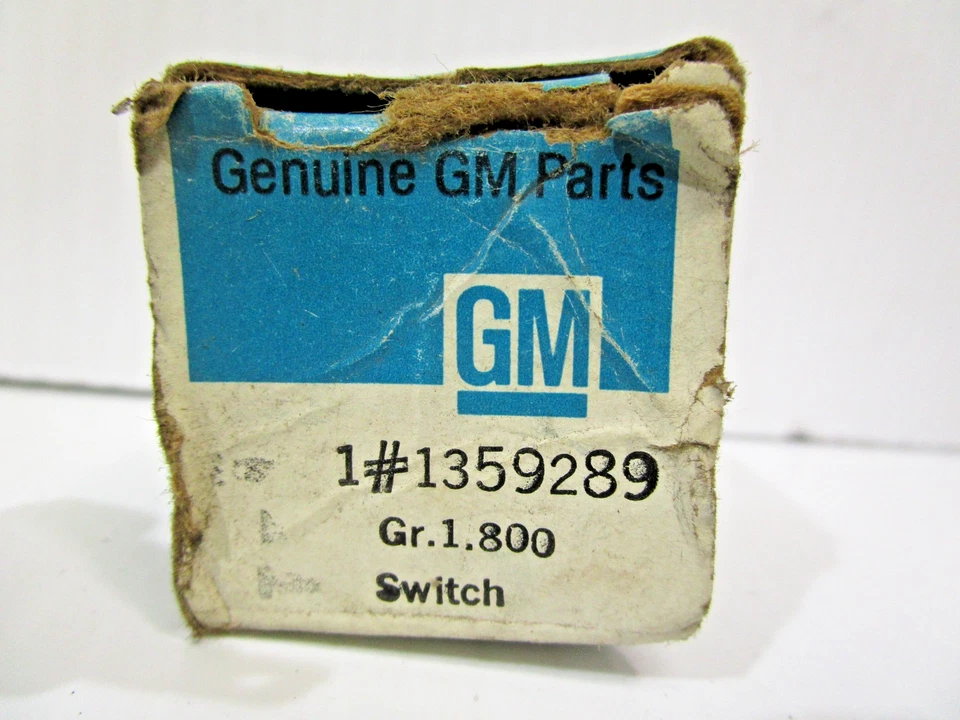 Genuine GM Parts
GM
1#1359289
Gr.1.800
Switch